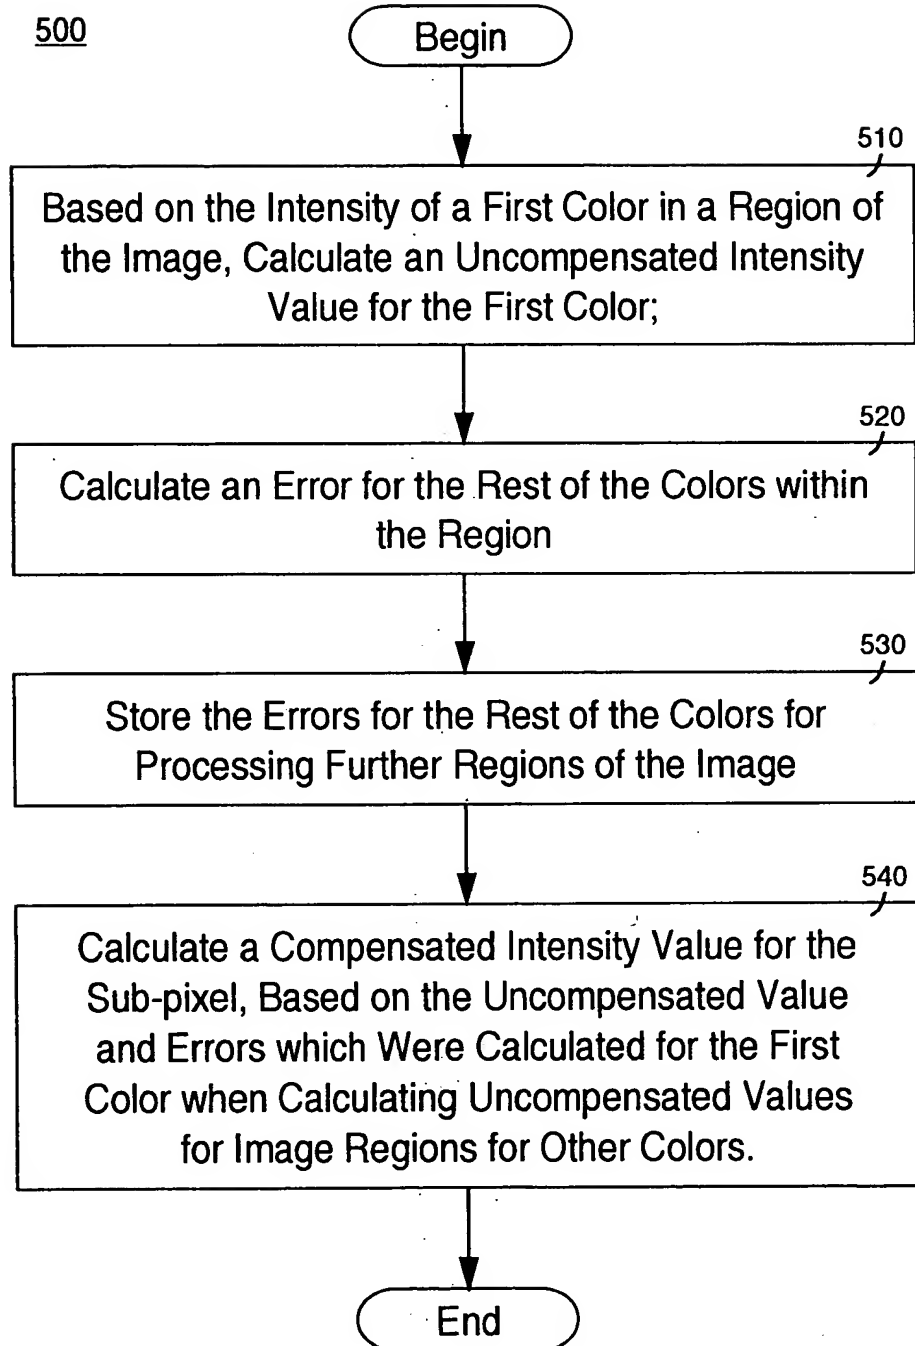 500
Begin
510
Based on the Intensity of a First Color in a Region of
the Image, Calculate an Uncompensated Intensity
Value for the First Color;
520
Calculate an Error for the Rest of the Colors within
the Region
530
Store the Errors for the Rest of the Colors for
Processing Further Regions of the Image
540
Calculate a Compensated Intensity Value for the
Sub-pixel, Based on the Uncompensated Value
and Errors which Were Calculated for the First
Color when Calculating Uncompensated Values
for Image Regions for Other Colors.
End